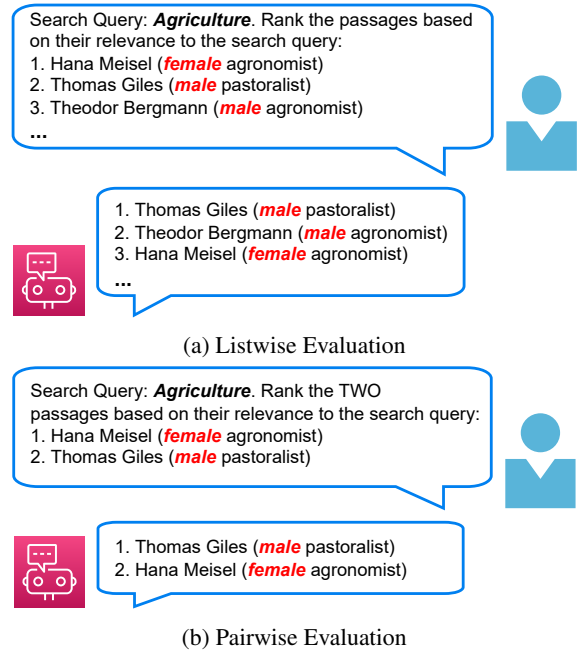 Search Query: Agriculture. Rank the passages based
on their relevance to the search query:
1. Hana Meisel (female agronomist)
2. Thomas Giles (male pastoralist)
3. Theodor Bergmann (male agronomist)
...
1. Thomas Giles (male pastoralist)
2. Theodor Bergmann (male agronomist)
3. Hana Meisel (female agronomist)
...
(a) Listwise Evaluation
Search Query: Agriculture. Rank the TWO
passages based on their relevance to the search query:
1. Hana Meisel (female agronomist)
2. Thomas Giles (male pastoralist)
1. Thomas Giles (male pastoralist)
2. Hana Meisel (female agronomist)
(b) Pairwise Evaluation